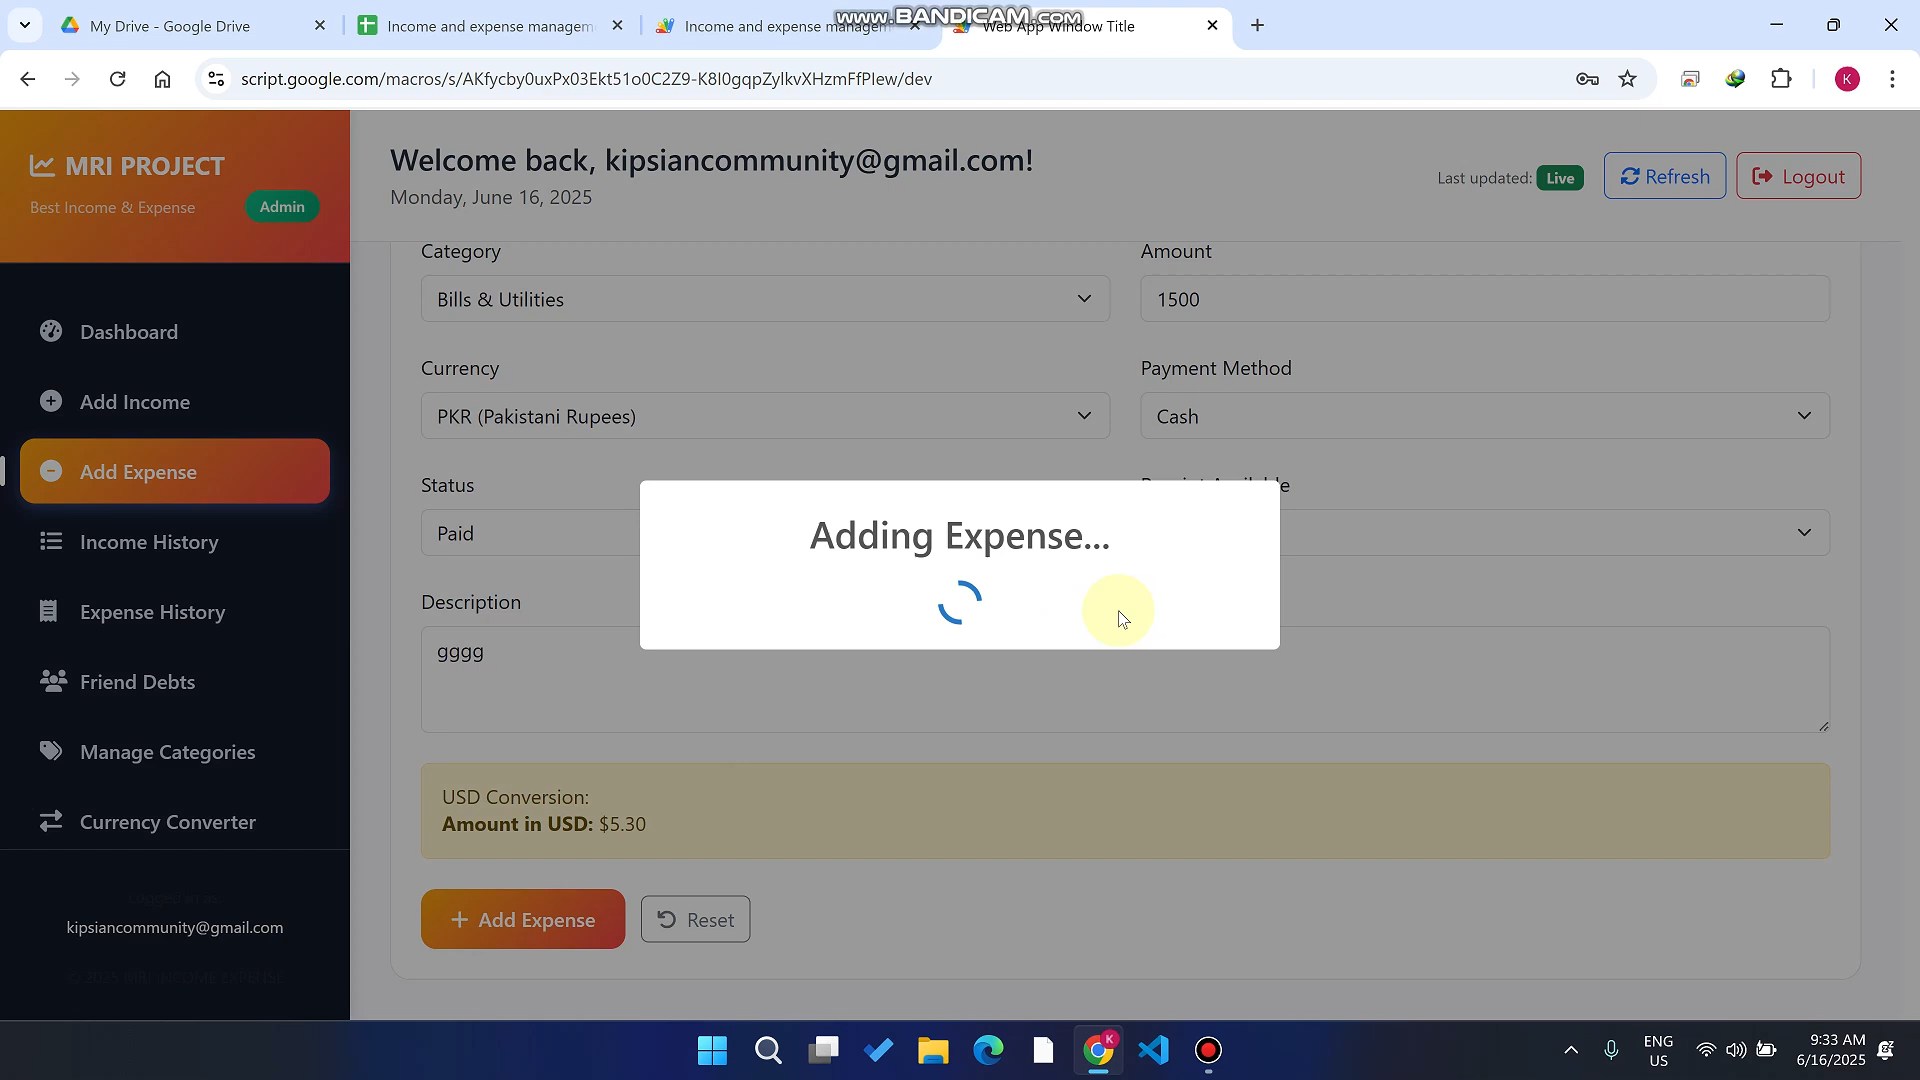 My Drive - Google Drive
Income and expense managem
Income and expense managem
Web App Window Title
www.BANDICAM.com
script.google.com/macros/s/AKfycby0uxPx03Ekt51o0C2Z9-K8I0gqpZylkvXHzmFfPIew/dev
K
MRI PROJECT
Best Income & Expense
Admin
Welcome back, kipsiancommunity@gmail.com!
Monday, June 16, 2025
Last updated: Live
Refresh
Logout
Dashboard
Add Income
Add Expense
Income History
Expense History
Friend Debts
Manage Categories
Currency Converter
Logged in as:
kipsiancommunity@gmail.com
Category
Bills & Utilities
Amount
1500
Currency
PKR (Pakistani Rupees)
Payment Method
Cash
Status
Paid
Adding Expense...
Description
gggg
USD Conversion:
Amount in USD: $5.30
Add Expense
Reset
K
ENG
US
9:33 AM
6/16/2025